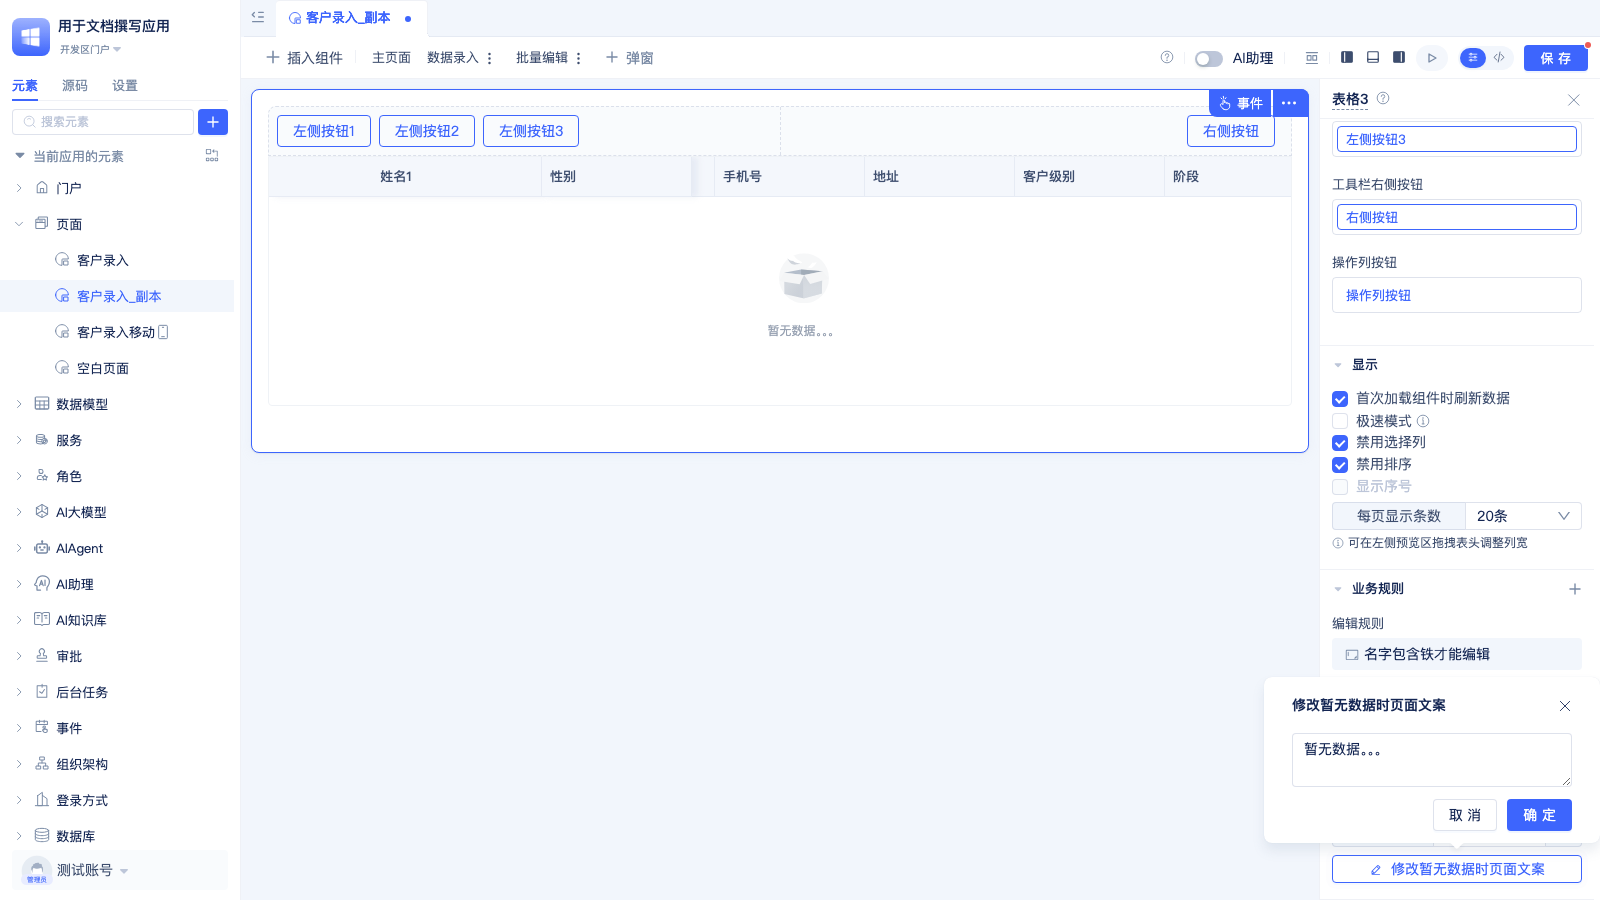 用于文档撰写应用
开发区门户
元素 源码 设置
搜索元素
当前应用的元素
门户
页面
客户录入
客户录入_副本
客户录入移动
空白页面
数据模型
服务
角色
AI大模型
AIAgent
AI助理
AI知识库
审批
后台任务
事件
组织架构
登录方式
数据库
管理员
测试账号
客户录入_副本
插入组件 主页面 数据录入 批量编辑 弹窗
AI助理
保存
事件
左侧按钮1 左侧按钮2 左侧按钮3 右侧按钮
姓名1 性别 手机号 地址 客户级别 阶段
暂无数据。。。
表格3
左侧按钮3
工具栏右侧按钮
右侧按钮
操作列按钮
操作列按钮
显示
首次加载组件时刷新数据
极速模式
禁用选择列
禁用排序
显示序号
每页显示条数 20条
可在左侧预览区拖拽表头调整列宽
业务规则
编辑规则
名字包含铁才能编辑
修改暂无数据时页面文案
暂无数据。。。
取消 确定
修改暂无数据时页面文案